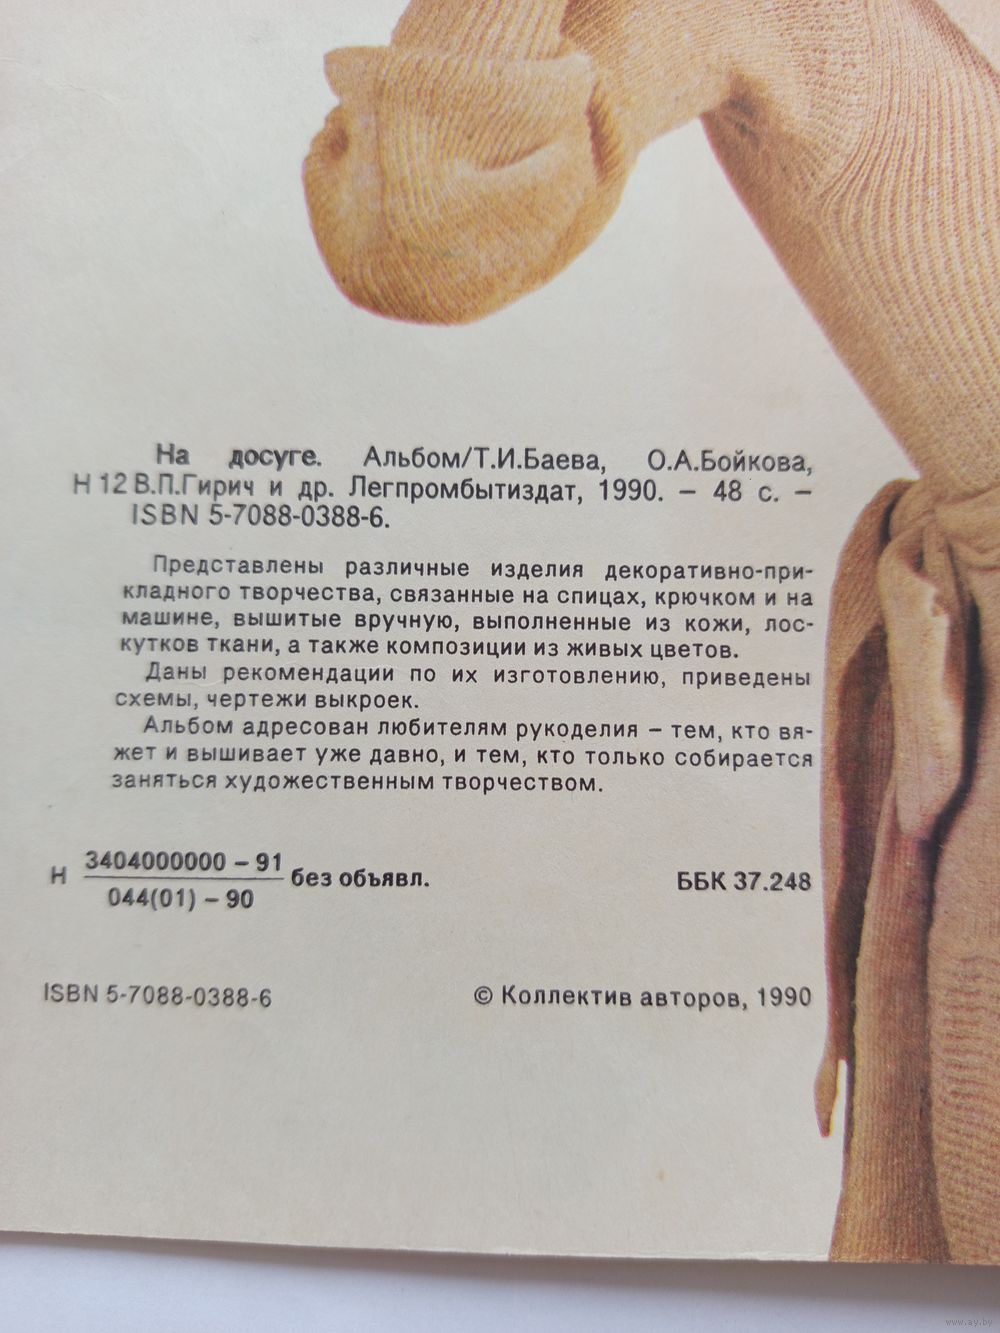 На досуге. Альбом/Т.И.Баева, О.А.Бойкова,
Н 12 В.П.Гирич и др. Легпромбытиздат, 1990. – 48 с. –
ISBN 5-7088-0388-6.
Представлены различные изделия декоративно-при-
кладного творчества, связанные на спицах, крючком и на
машине, вышитые вручную, выполненные из кожи, лос-
кутков ткани, а также композиции из живых цветов.
Даны рекомендации по их изготовлению, приведены
схемы, чертежи выкроек.
Альбом адресован любителям рукоделия – тем, кто вя-
жет и вышивает уже давно, и тем, кто только собирается
заняться художественным творчеством.
3404000000 – 91
Н без объявл. ББК 37.248
044(01) – 90
ISBN 5-7088-0388-6 © Коллектив авторов, 1990
www.ay.by